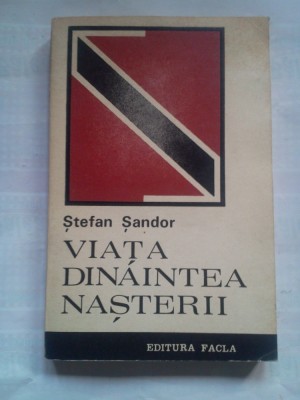 Ștefan Șandor
VIAȚA
DINAINTEA
NAȘTERII
EDITURA FACLA